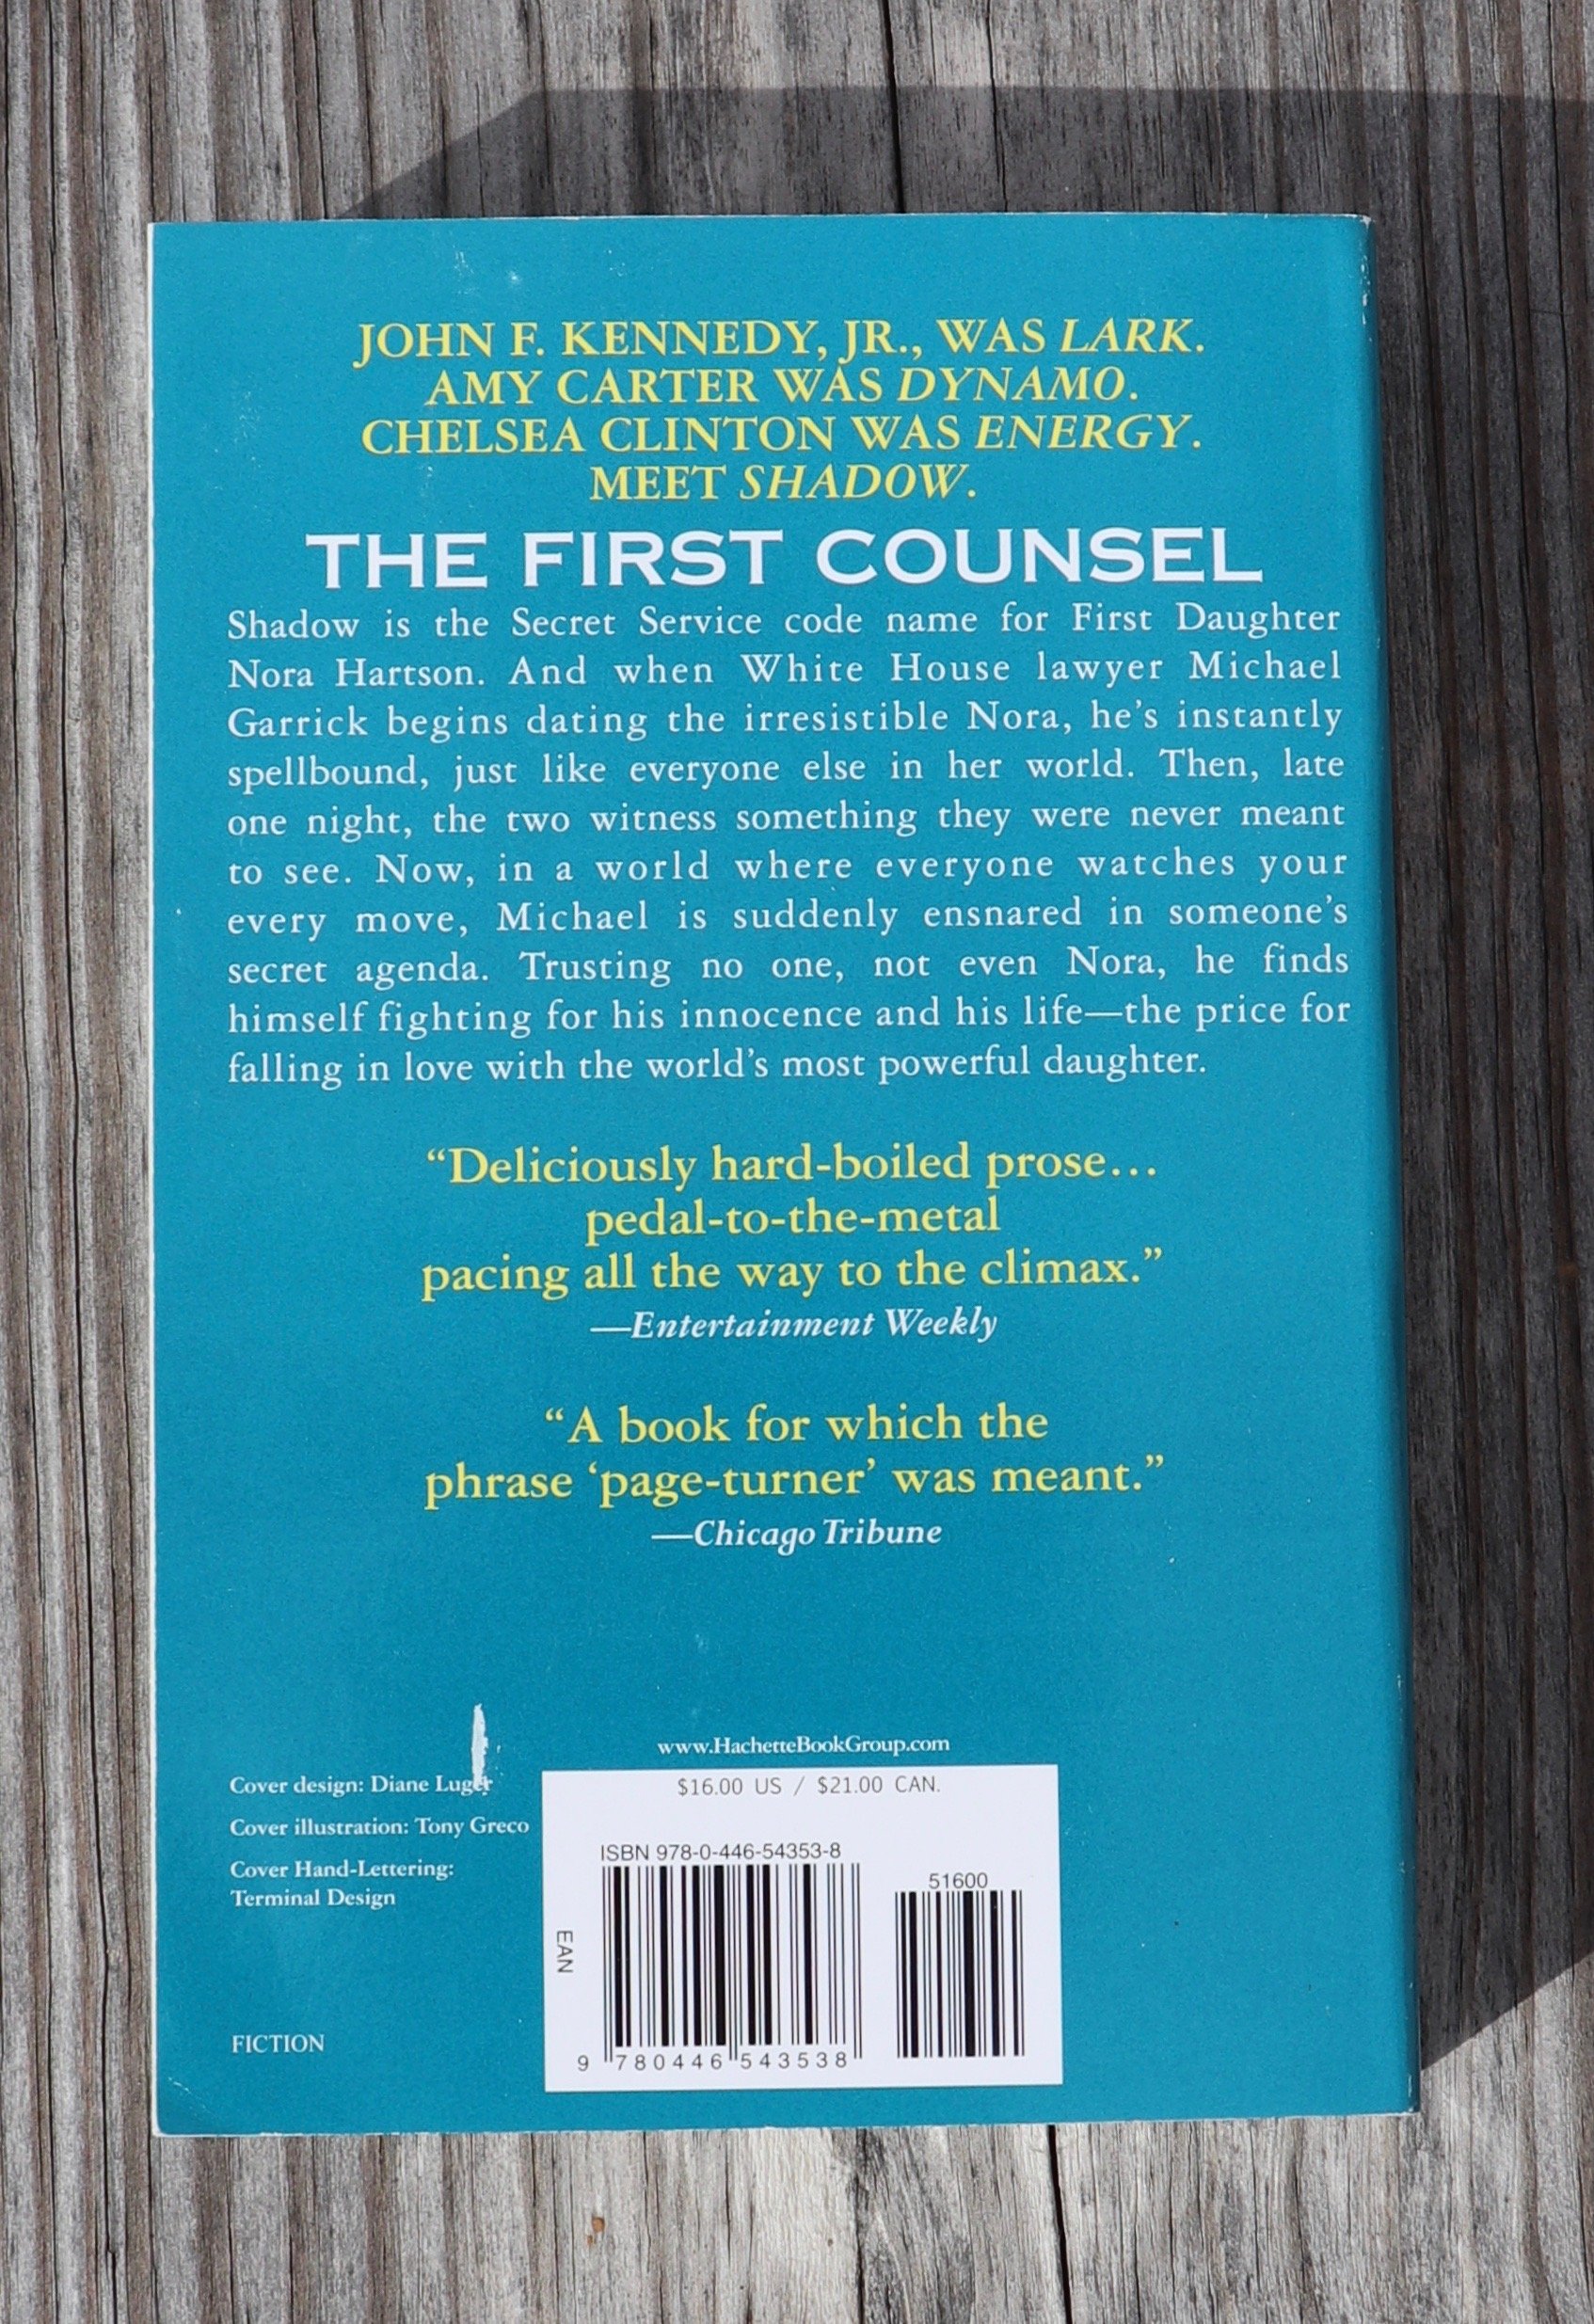 JOHN F. KENNEDY, JR., WAS LARK.
AMY CARTER WAS DYNAMO.
CHELSEA CLINTON WAS ENERGY.
MEET SHADOW.
THE FIRST COUNSEL
Shadow is the Secret Service code name for First Daughter
Nora Hartson. And when White House lawyer Michael
Garrick begins dating the irresistible Nora, he’s instantly
spellbound, just like everyone else in her world. Then, late
one night, the two witness something they were never meant
to see. Now, in a world where everyone watches your
every move, Michael is suddenly ensnared in someone’s
secret agenda. Trusting no one, not even Nora, he finds
himself fighting for his innocence and his life—the price for
falling in love with the world’s most powerful daughter.
“Deliciously hard-boiled prose…
pedal-to-the-metal
pacing all the way to the climax.”
—Entertainment Weekly
“A book for which the
phrase ‘page-turner’ was meant.”
—Chicago Tribune
Cover design: Diane Luger
Cover illustration: Tony Greco
Cover Hand-Lettering:
Terminal Design
FICTION
www.HachetteBookGroup.com
$16.00 US / $21.00 CAN.
ISBN 978-0-446-54353-8
51600
EAN
9 780446 543538